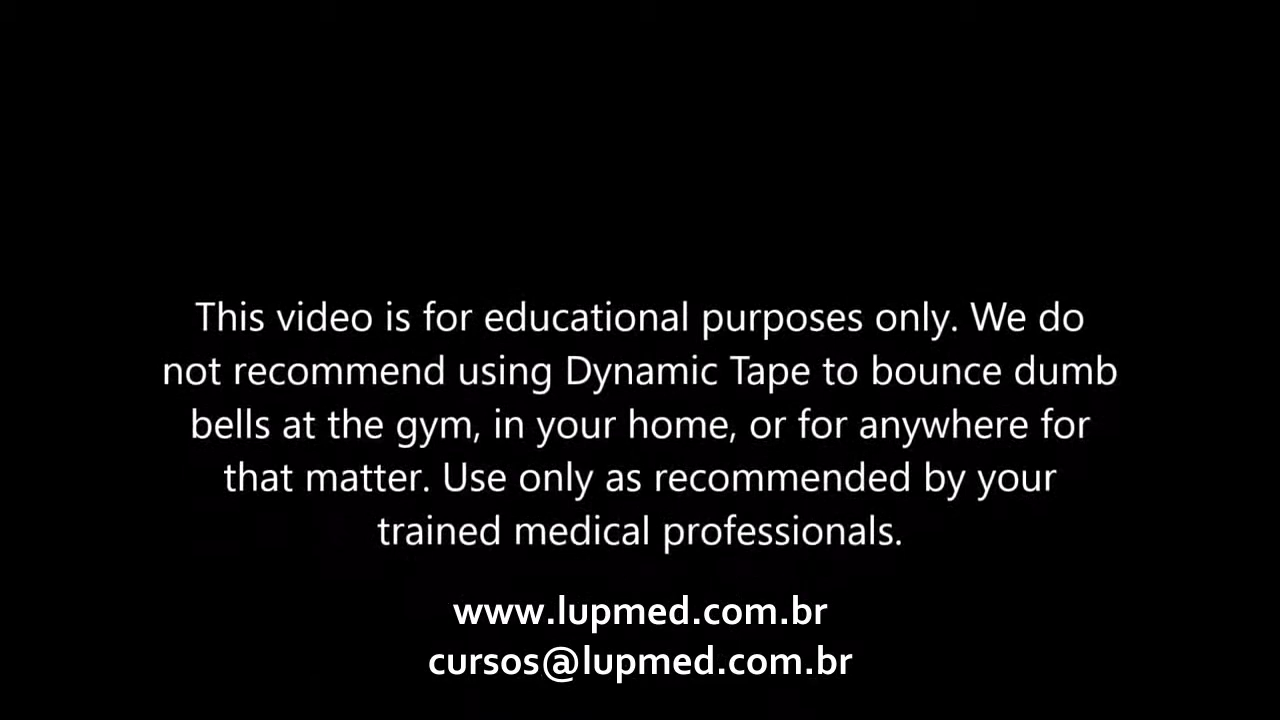 This video is for educational purposes only. We do
not recommend using Dynamic Tape to bounce dumb
bells at the gym, in your home, or for anywhere for
that matter. Use only as recommended by your
trained medical professionals.
www.lupmed.com.br
cursos@lupmed.com.br